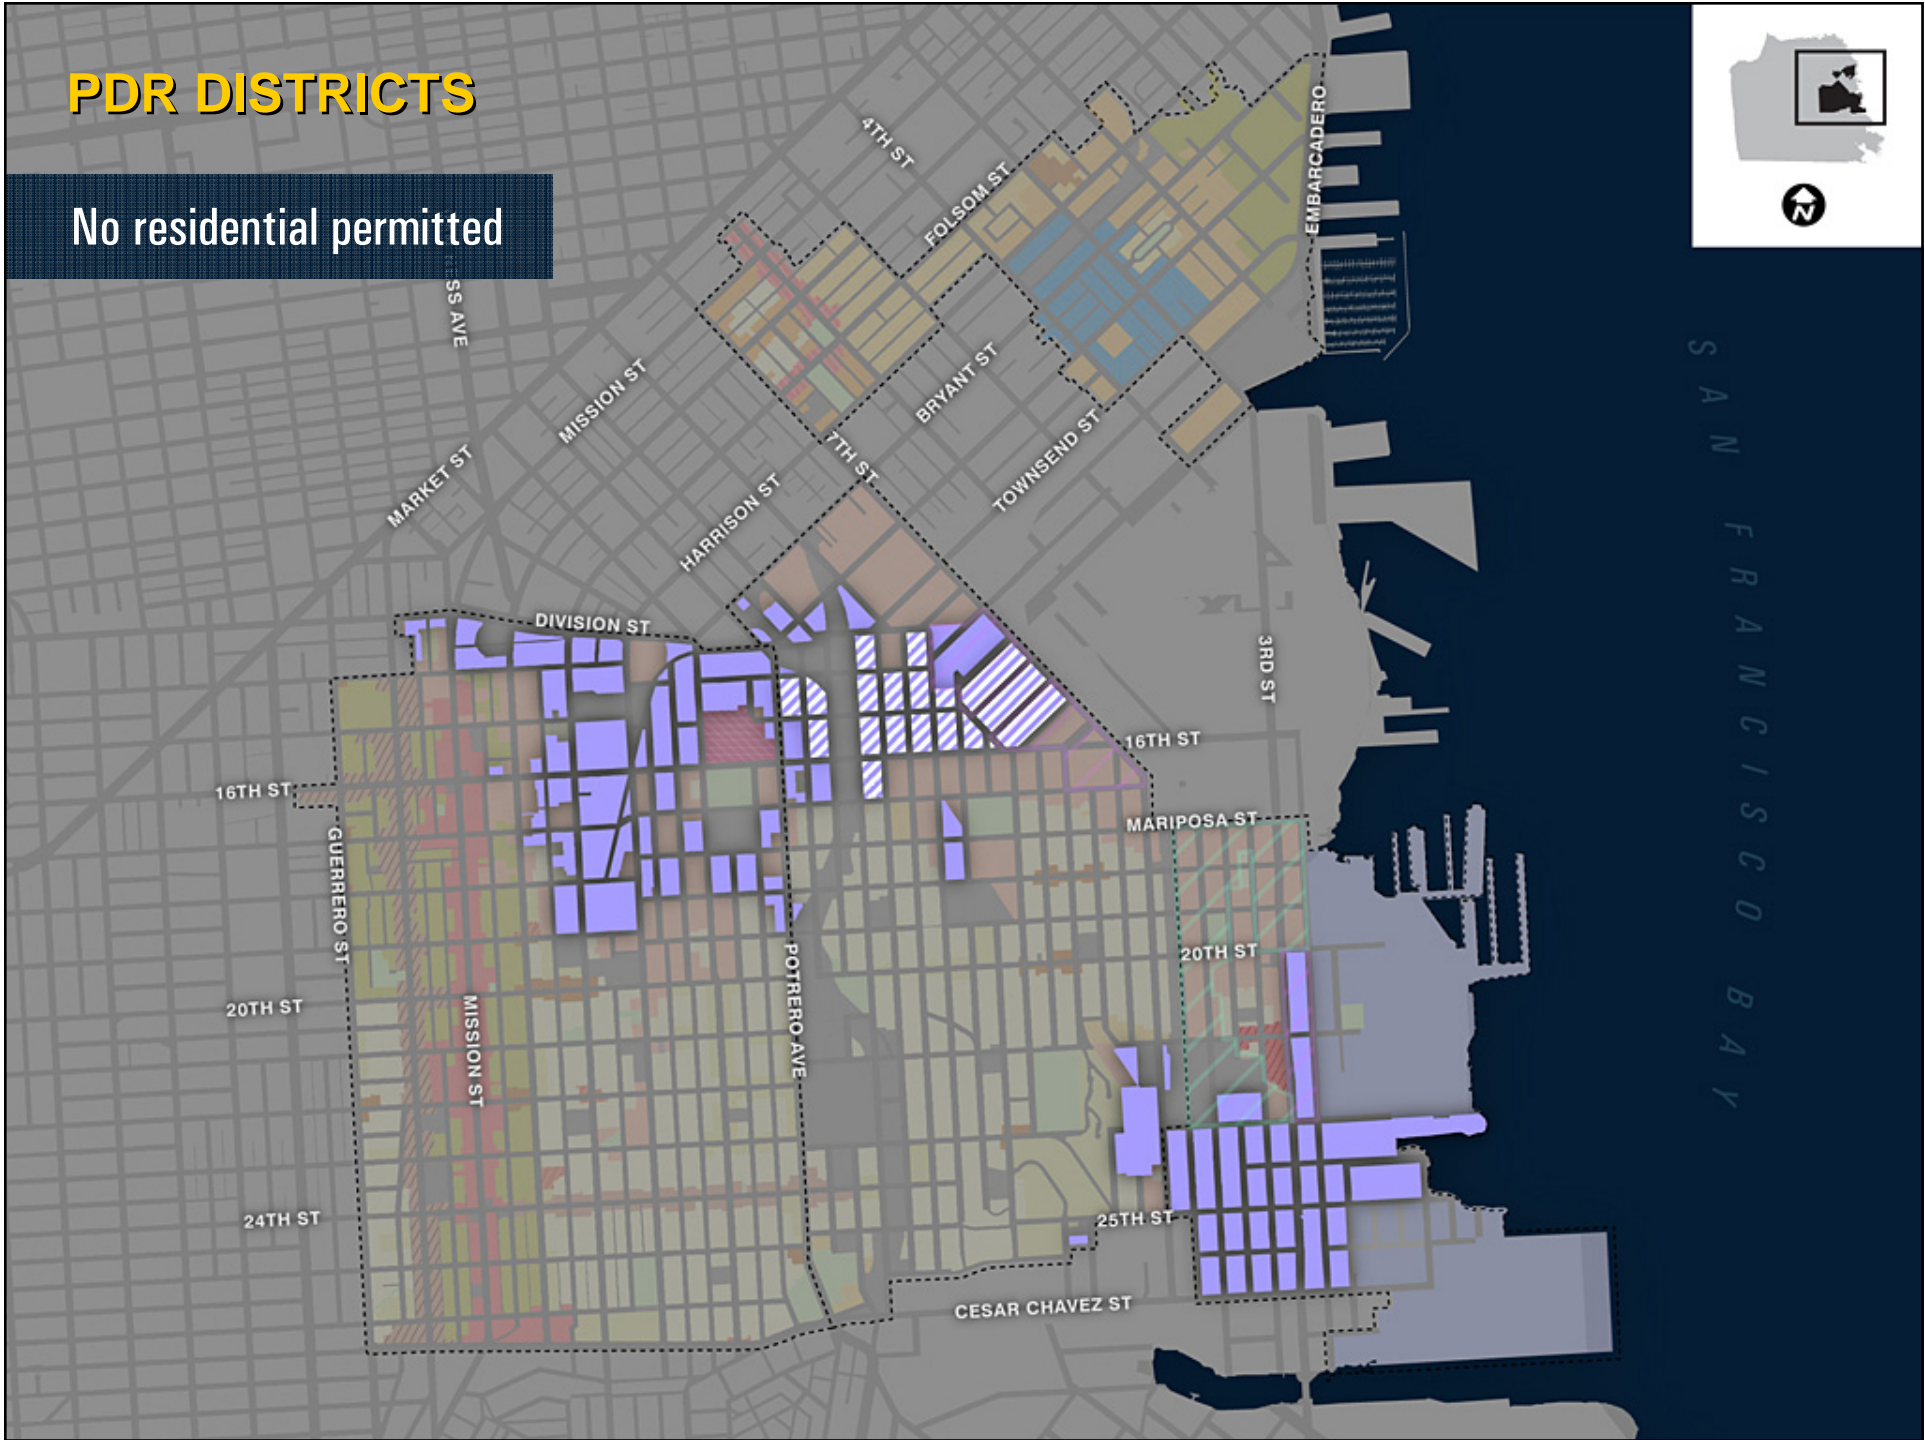 PDR DISTRICTS
No residential permitted
4TH ST
FOLSOM ST
EMBARCADERO
N
ESS AVE
MISSION ST
BRYANT ST
MARKET ST
7TH ST
TOWNSEND ST
HARRISON ST
DIVISION ST
3RD ST
16TH ST
16TH ST
MARIPOSA ST
GUERRERO ST
20TH ST
POTRERO AVE
20TH ST
MISSION ST
24TH ST
25TH ST
CESAR CHAVEZ ST
SAN FRANCISCO BAY